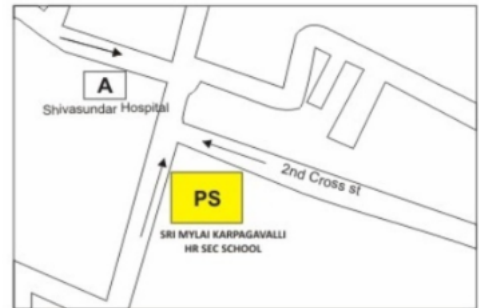 A
Shivasundar Hospital
2nd Cross st
PS
SRI MYLAI KARPAGAVALLI
HR SEC SCHOOL